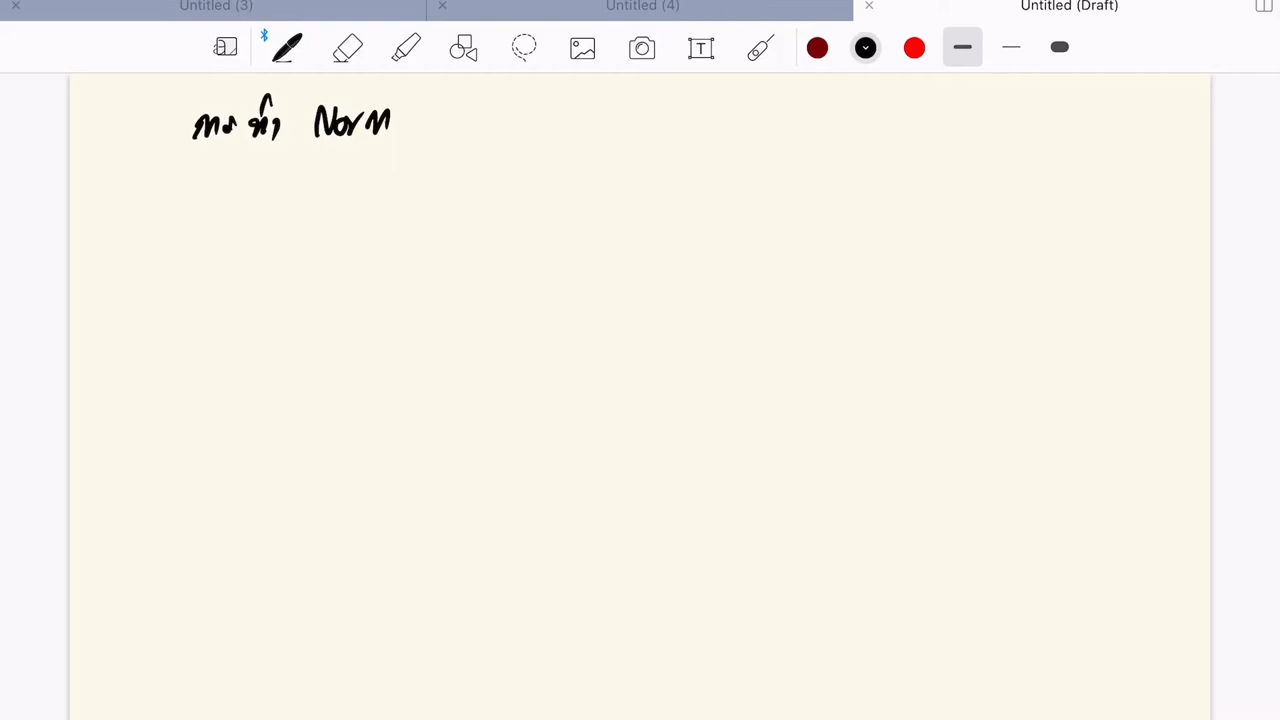 Untitled (3)
Untitled (4)
Untitled (Draft)
T
Norm